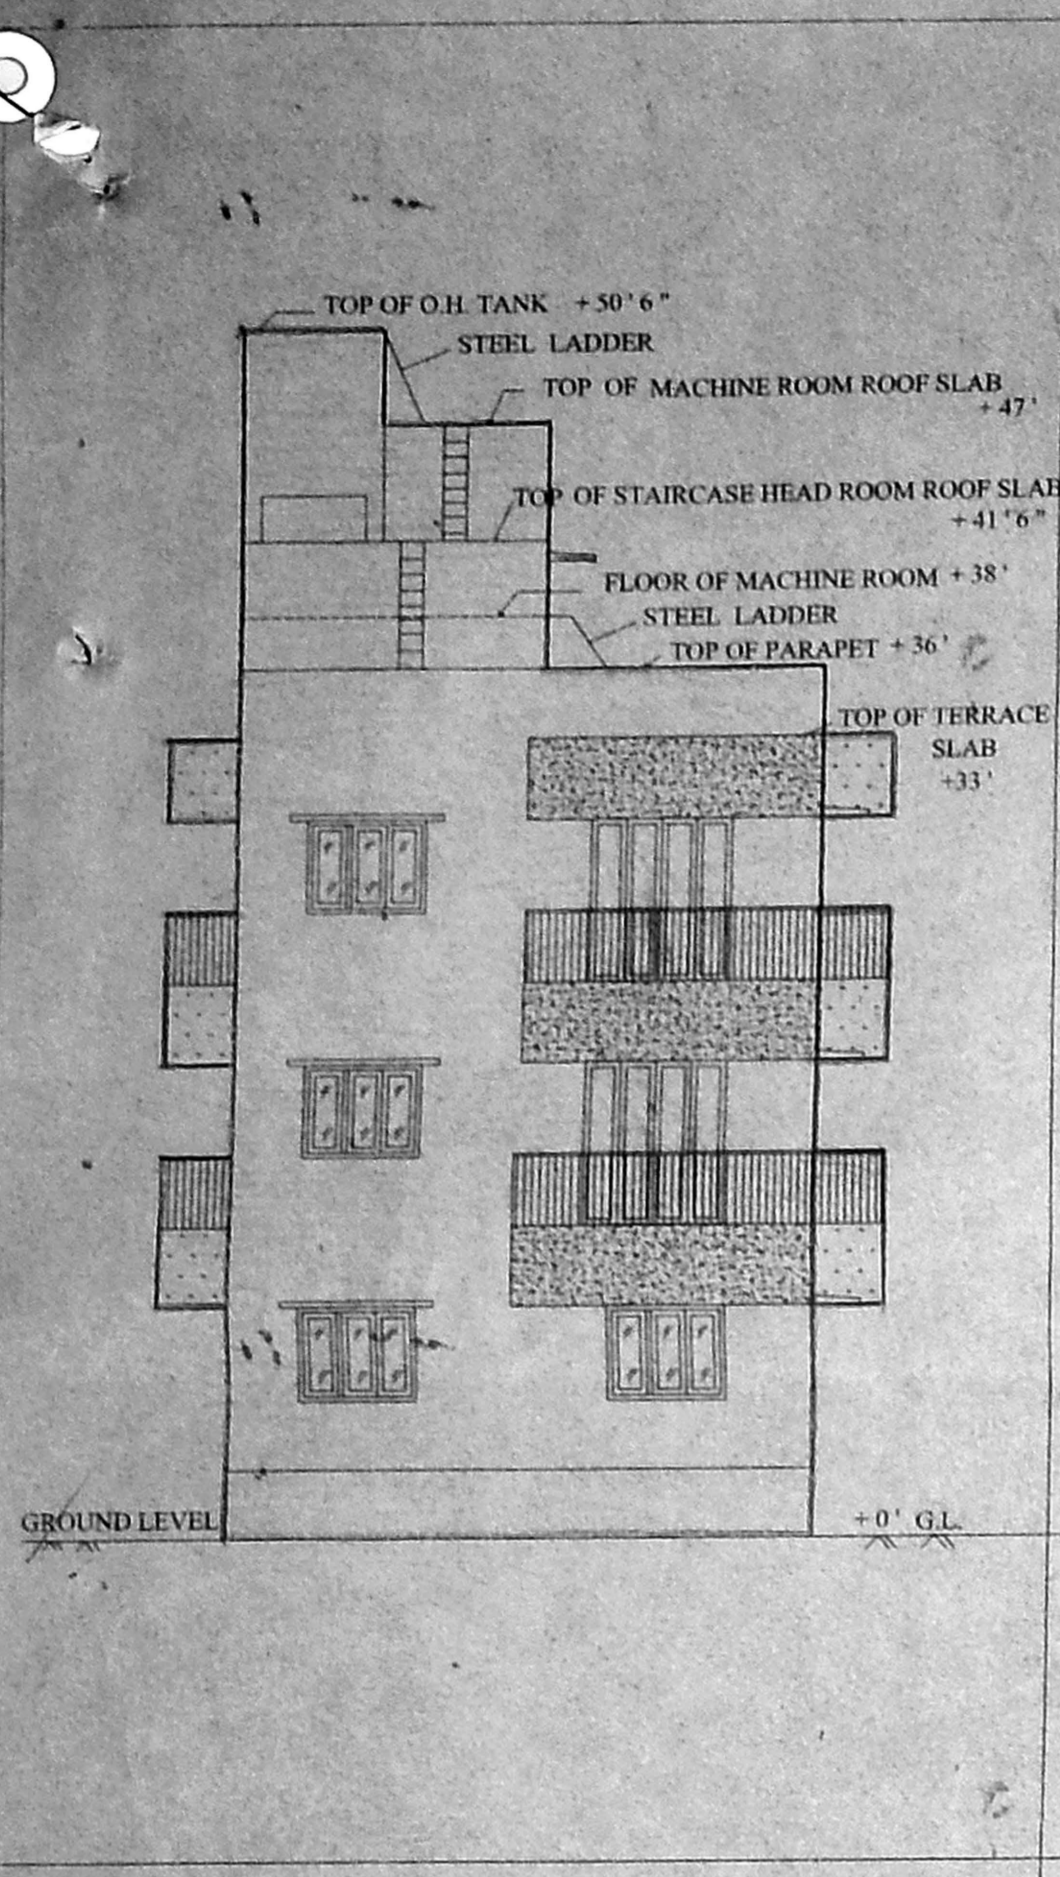 TOP OF O.H. TANK +50'6"
STEEL LADDER
TOP OF MACHINE ROOM ROOF SLAB
+47'
TOP OF STAIRCASE HEAD ROOM ROOF SLAB
+41'6"
FLOOR OF MACHINE ROOM +38'
STEEL LADDER
TOP OF PARAPET +36'
TOP OF TERRACE
SLAB
+33'
GROUND LEVEL
+0' G.L.